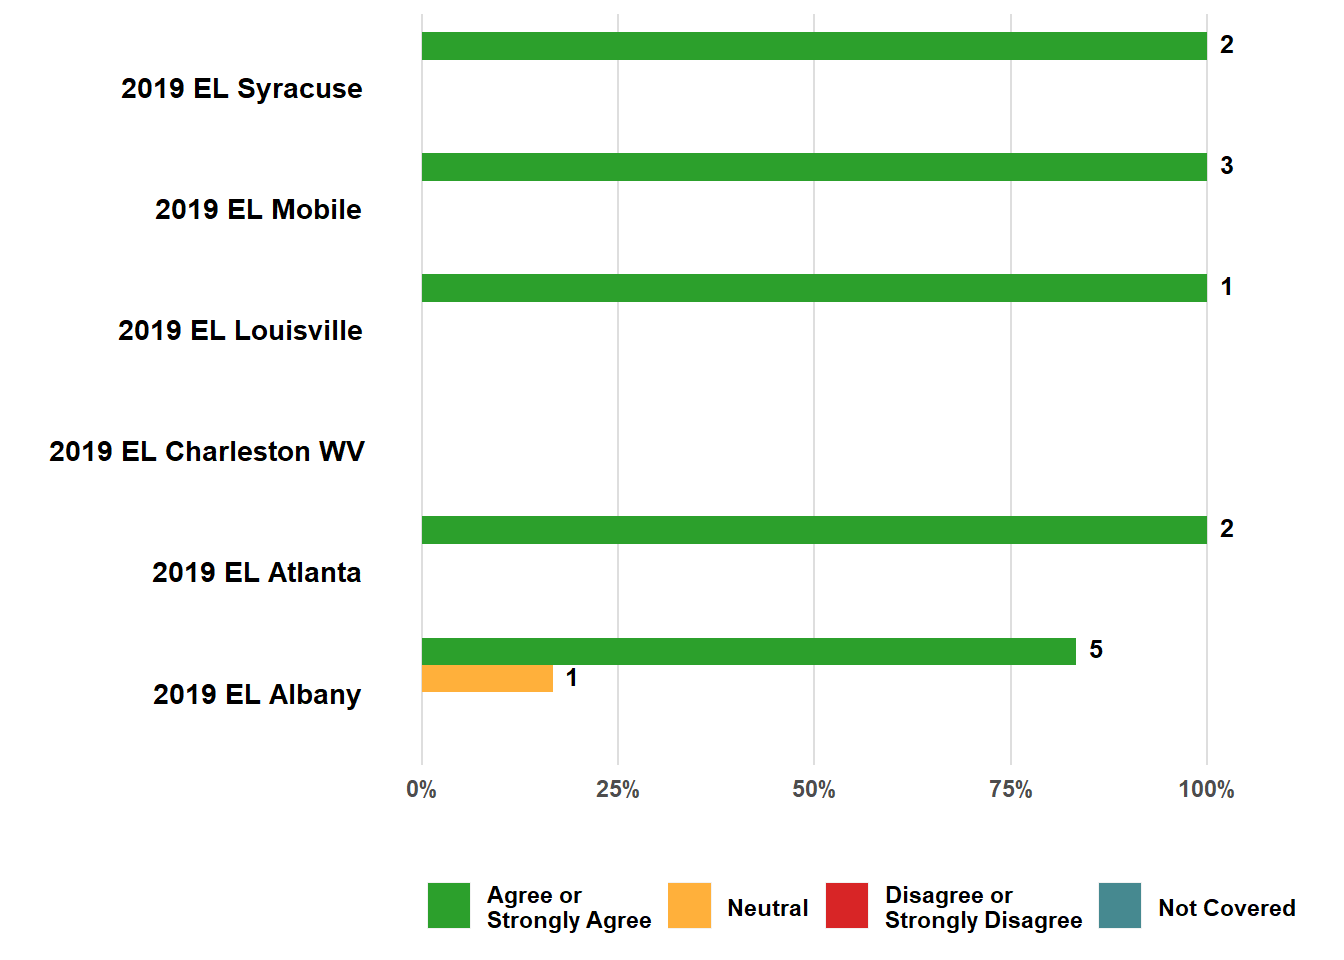 2
2019 EL Syracuse
3
2019 EL Mobile
1
2019 EL Louisville
2019 EL Charleston WV
2
2019 EL Atlanta
5
1
2019 EL Albany
0% 25% 50% 75% 100%
Agree or
Strongly Agree
Neutral
Disagree or
Strongly Disagree
Not Covered